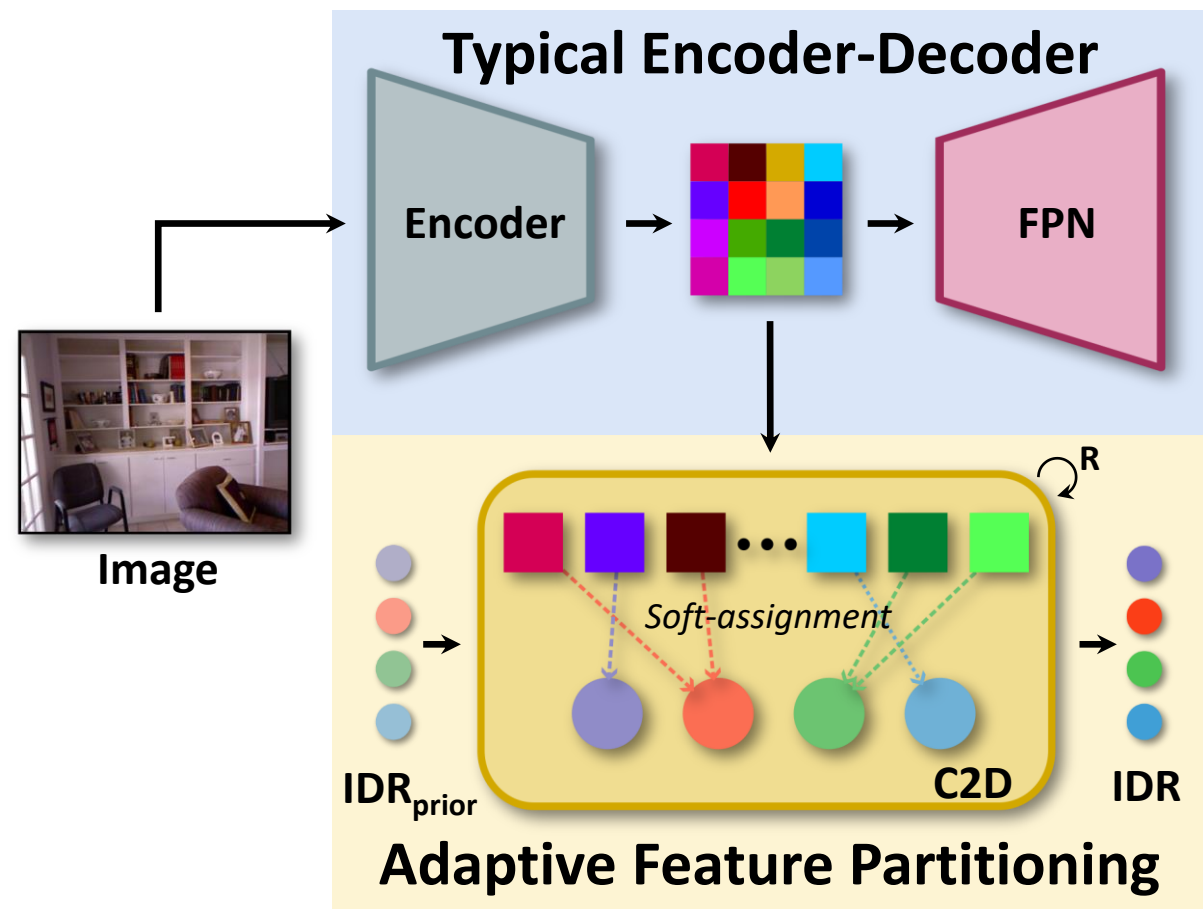 Typical Encoder-Decoder
Encoder
FPN
Image
R
Soft-assignment
IDRprior
C2D
IDR
Adaptive Feature Partitioning